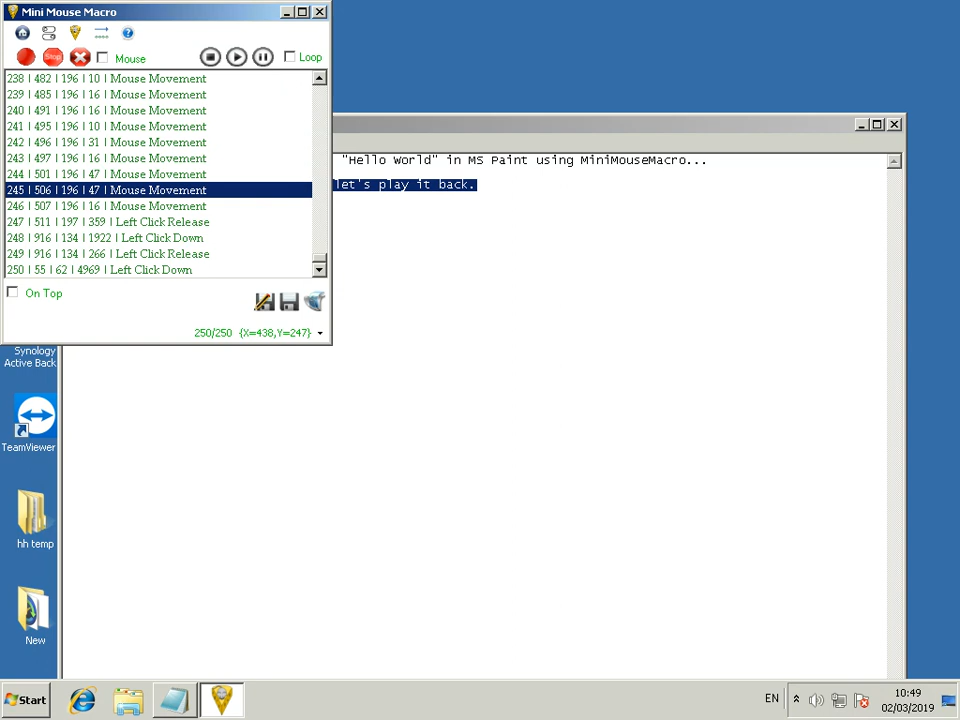 Mini Mouse Macro
Stop
Mouse
Loop
238 | 482 | 196 | 10 | Mouse Movement
239 | 485 | 196 | 16 | Mouse Movement
240 | 491 | 196 | 16 | Mouse Movement
241 | 495 | 196 | 10 | Mouse Movement
242 | 496 | 196 | 31 | Mouse Movement
243 | 497 | 196 | 16 | Mouse Movement
244 | 501 | 196 | 47 | Mouse Movement
245 | 506 | 196 | 47 | Mouse Movement
246 | 507 | 196 | 16 | Mouse Movement
247 | 511 | 197 | 359 | Left Click Release
248 | 916 | 134 | 1922 | Left Click Down
249 | 916 | 134 | 266 | Left Click Release
250 | 55 | 62 | 4969 | Left Click Down
On Top
250/250 {X=438,Y=247}
"Hello World" in MS Paint using MiniMouseMacro...
let's play it back.
Synology
Active Back
TeamViewer
hh temp
New
Start
EN
10:49
02/03/2019